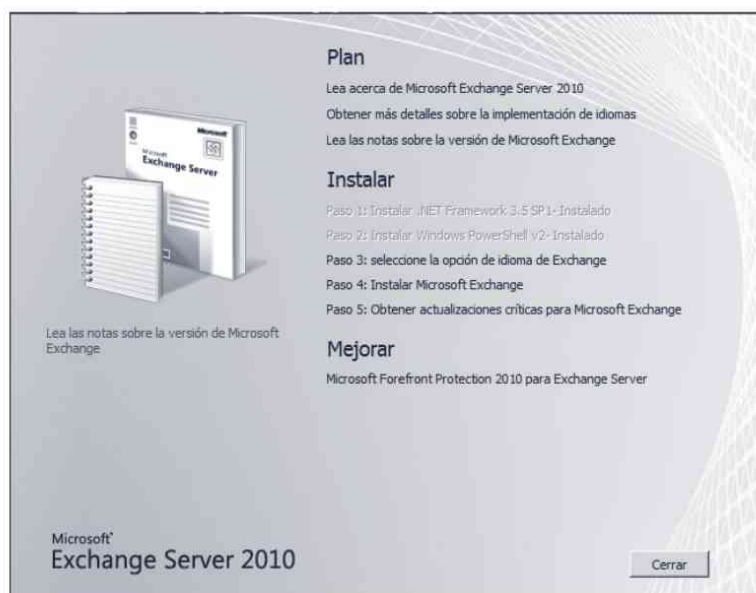 Plan
Lea acerca de Microsoft Exchange Server 2010
Obtener más detalles sobre la implementación de idiomas
Lea las notas sobre la versión de Microsoft Exchange
Instalar
Paso 1: Instalar .NET Framework 3.5 SP1- Instalado
Paso 2: Instalar Windows PowerShell v2- Instalado
Paso 3: seleccione la opción de idioma de Exchange
Paso 4: Instalar Microsoft Exchange
Paso 5: Obtener actualizaciones críticas para Microsoft Exchange
Mejorar
Microsoft Forefront Protection 2010 para Exchange Server
Microsoft
Microsoft
Exchange Server
Lea las notas sobre la versión de Microsoft
Exchange
Microsoft
Exchange Server 2010
Cerrar